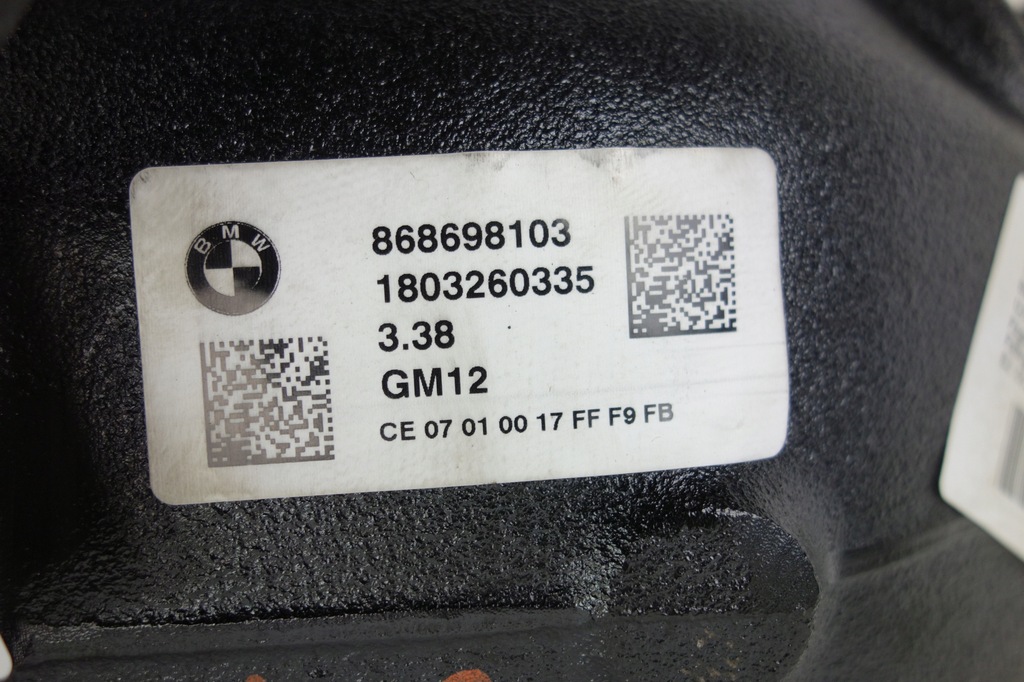 BMW
868698103
1803260335
3.38
GM12
CE 07 01 00 17 FF F9 FB